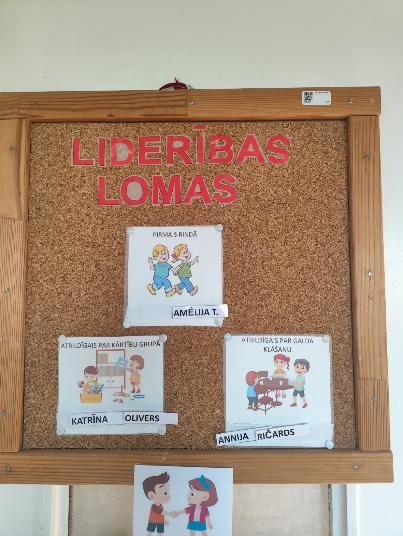 LIDERĪBAS
LOMAS
PIRMAIS RINDĀ
AMĒLIJA T.
ATBILDĪGAIS PAR KĀRTĪBU GRUPĀ
KATRĪNA OLIVERS
ATBILDĪGAIS PAR GALDA
KLĀŠANU
ANNIJA RIČARDS